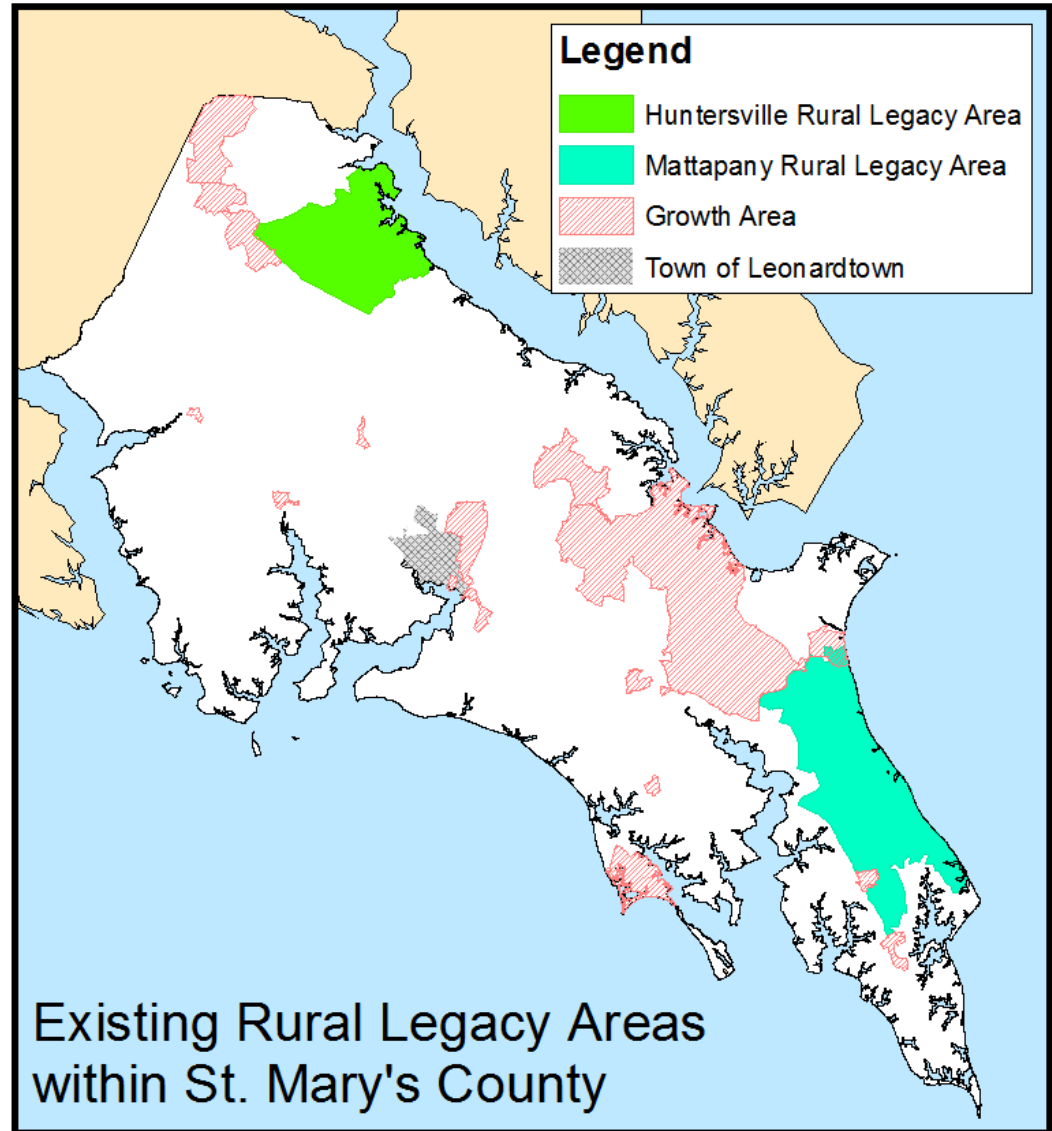 Legend
Huntersville Rural Legacy Area
Mattapany Rural Legacy Area
Growth Area
Town of Leonardtown
Existing Rural Legacy Areas
within St. Mary's County